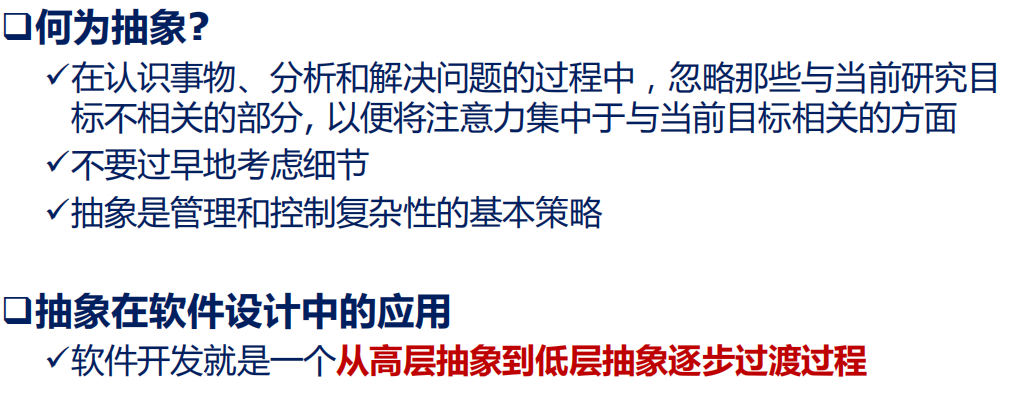 ❑何为抽象?
✓在认识事物、分析和解决问题的过程中，忽略那些与当前研究目
标不相关的部分, 以便将注意力集中于与当前目标相关的方面
✓不要过早地考虑细节
✓抽象是管理和控制复杂性的基本策略
❑抽象在软件设计中的应用
✓软件开发就是一个从高层抽象到低层抽象逐步过渡过程